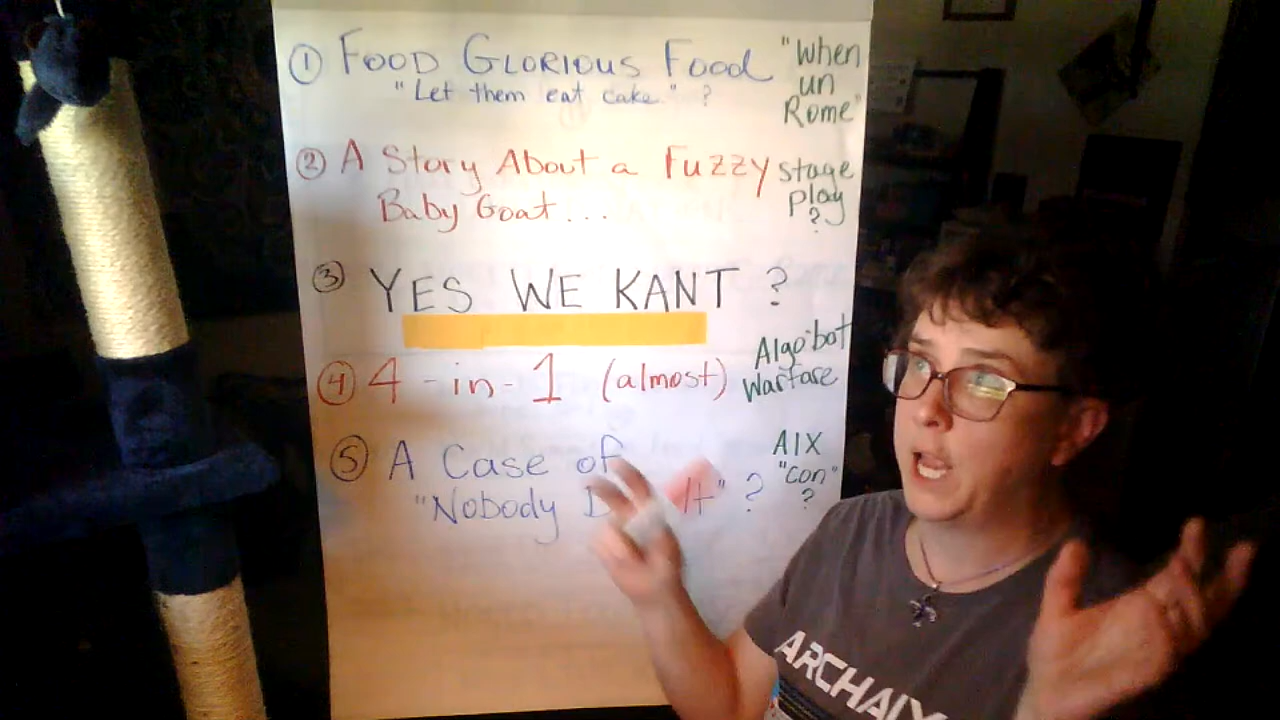 ① FOOD GLORIOUS FOOD
"Let them eat cake." ?
"When
un
Rome"
② A Story About a FUZZY
Baby Goat...
Stage
Play
?
③ YES WE KANT ?
④ 4-in-1 (almost)
Algo bot
Warfare
⑤ A Case of
"Nobody It" ?
AIX
"Con"
?